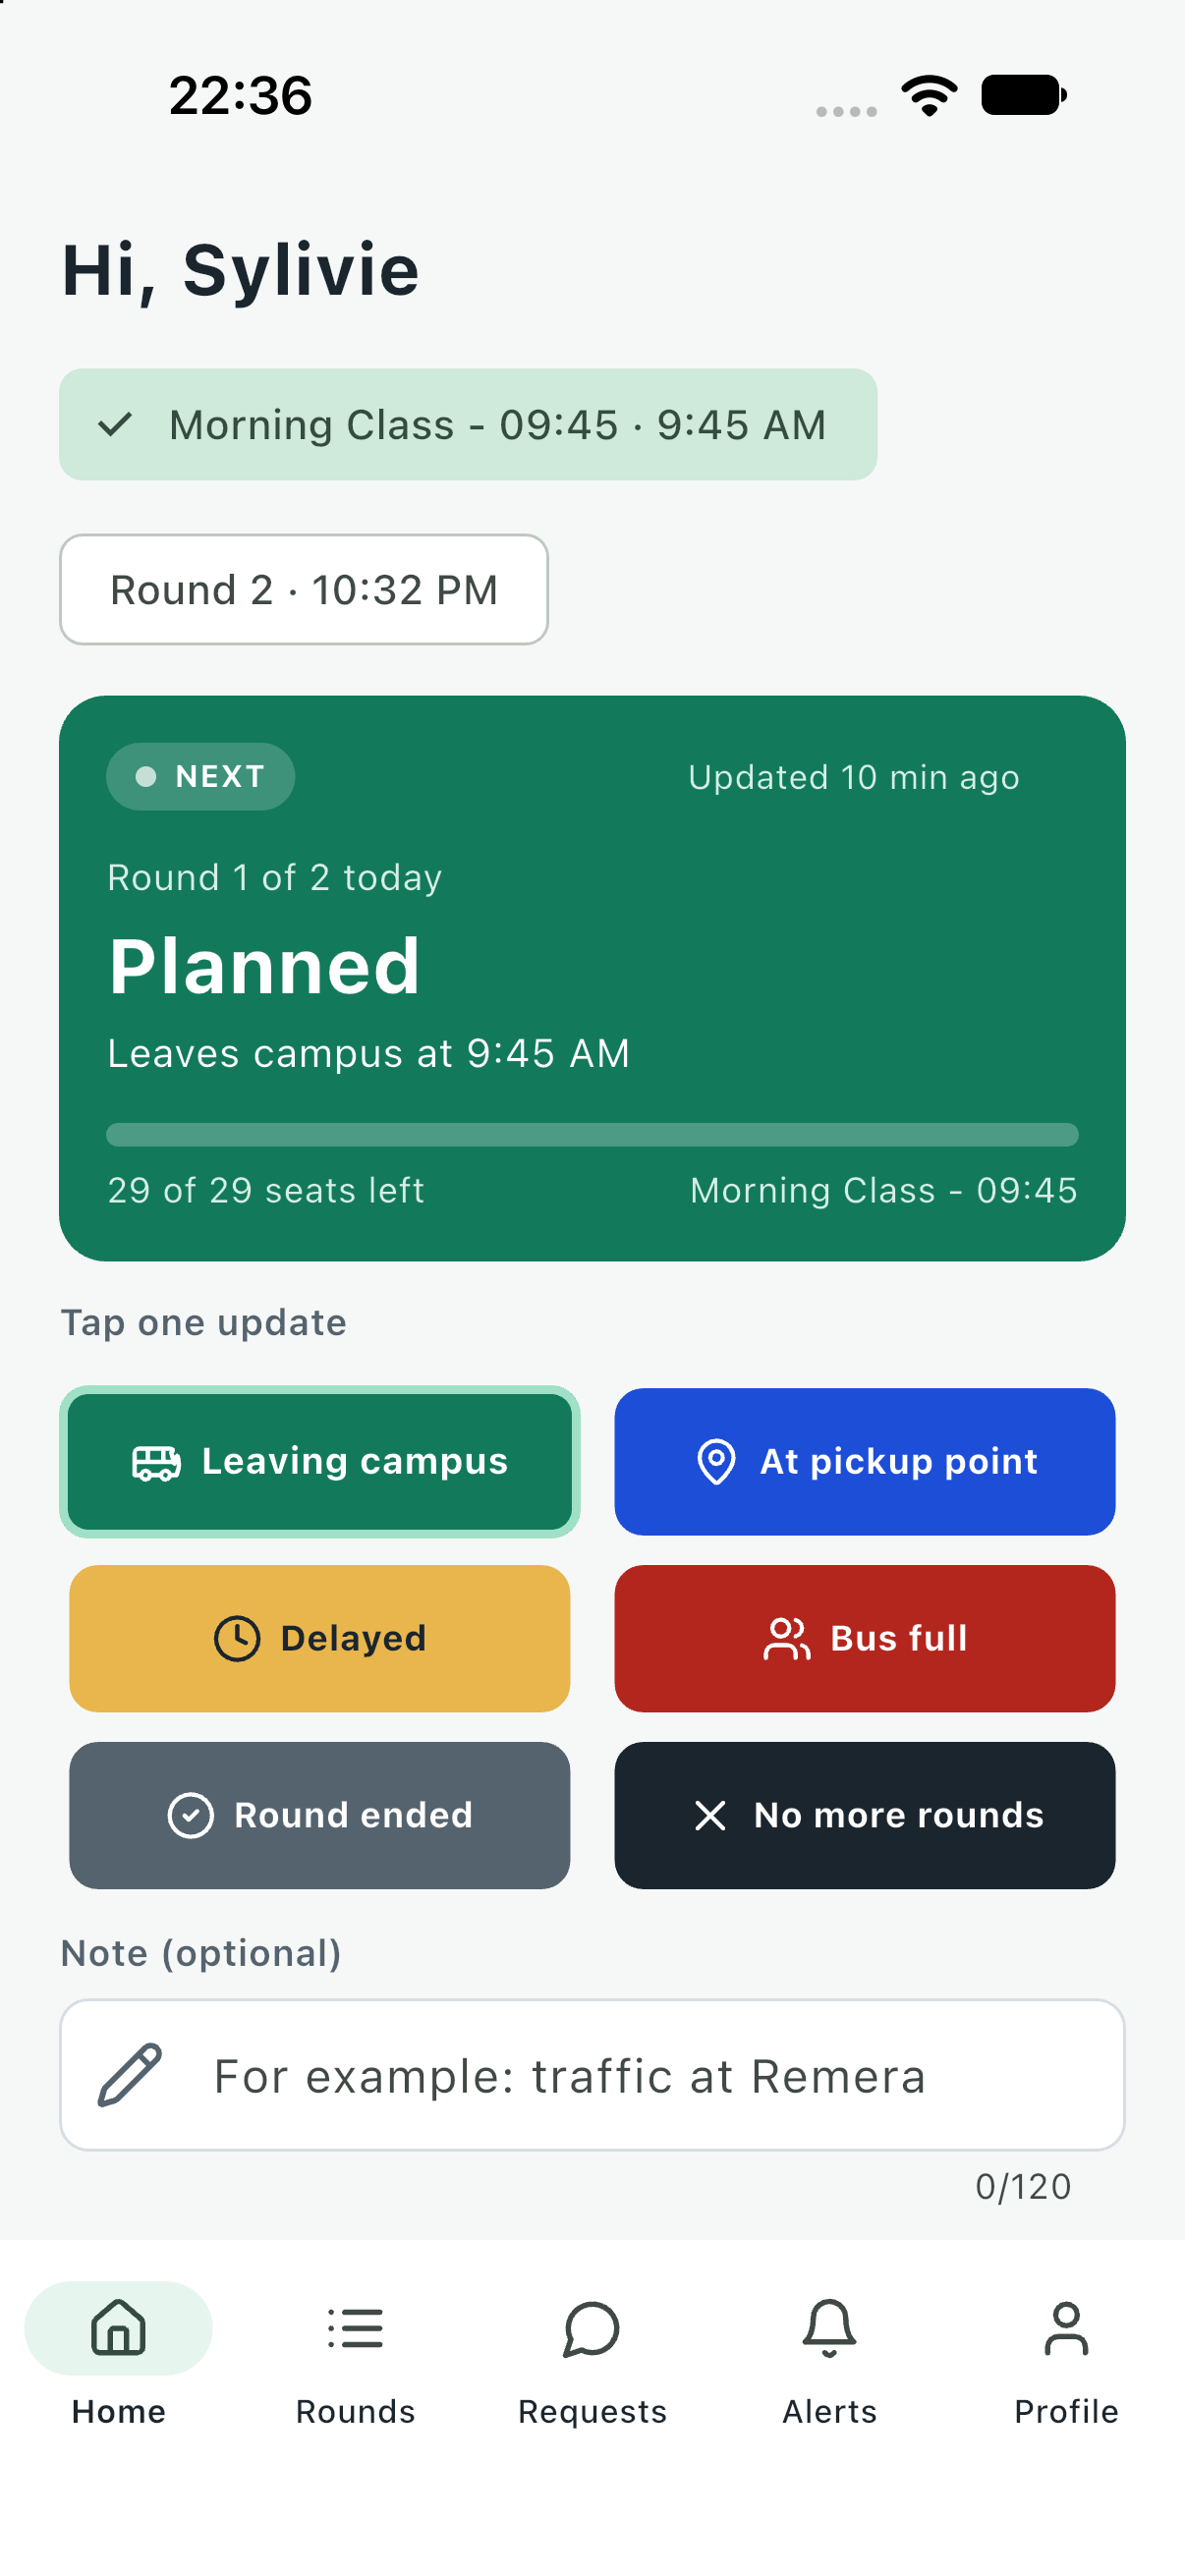 22:36
Hi, Sylivie
Morning Class - 09:45 · 9:45 AM
Round 2 · 10:32 PM
NEXT
Updated 10 min ago
Round 1 of 2 today
Planned
Leaves campus at 9:45 AM
29 of 29 seats left
Morning Class - 09:45
Tap one update
Leaving campus
At pickup point
Delayed
Bus full
Round ended
No more rounds
Note (optional)
For example: traffic at Remera
0/120
Home
Rounds
Requests
Alerts
Profile